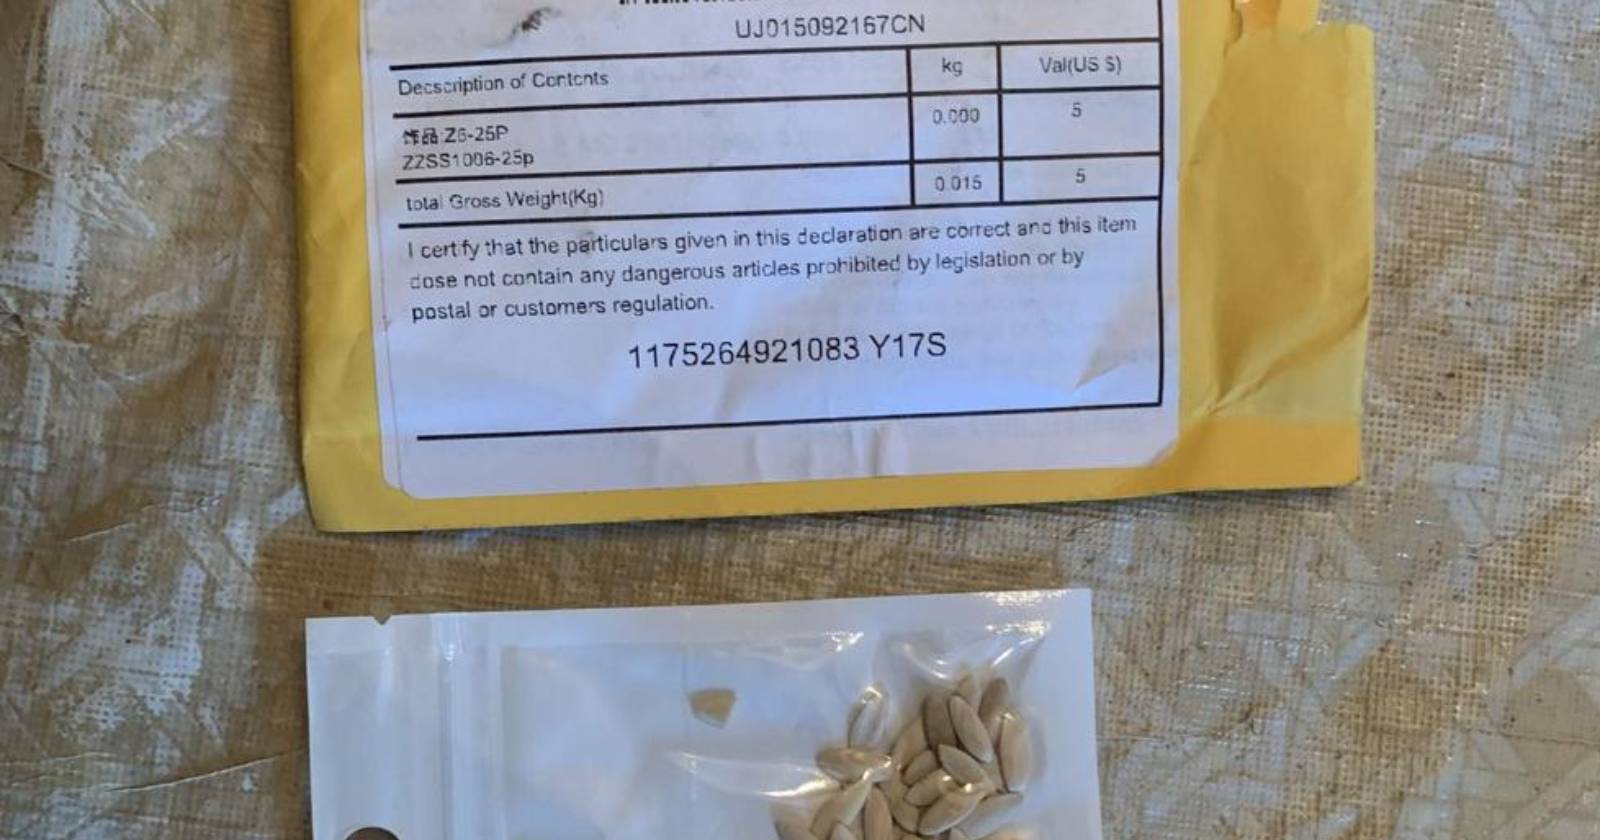 UJ015092167CN
Decscription of Contents kg Val(US $)
饰品 Z6-25P 0.000 5
ZZSS1006-25p
total Gross Weight(Kg) 0.015 5
I certify that the particulars given in this declaration are correct and this item
dose not contain any dangerous articles prohibited by legislation or by
postal or customers regulation.
1175264921083 Y17S